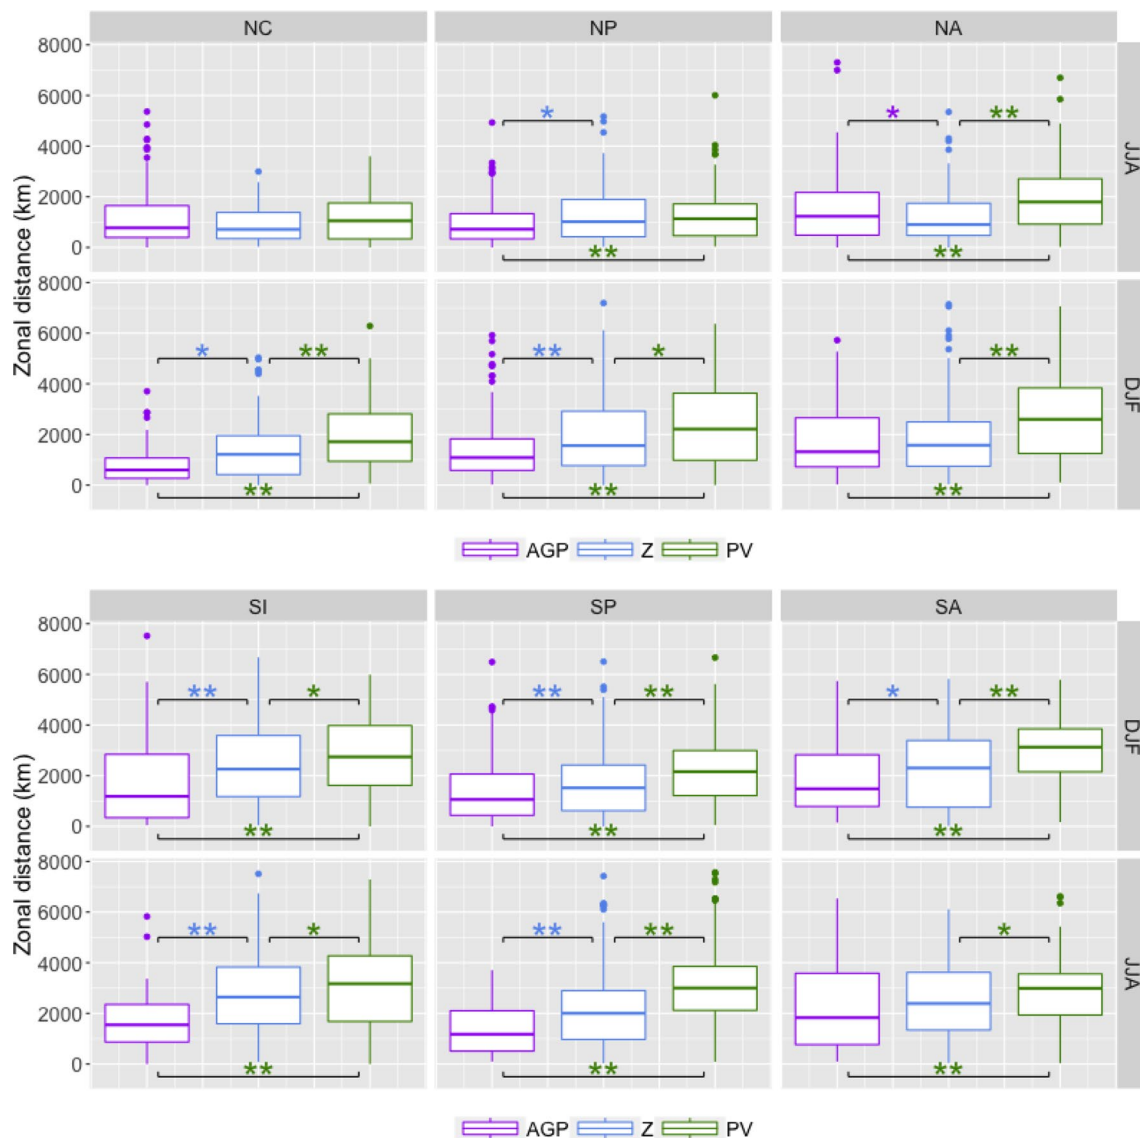 NC NP NA
8000
6000
4000
2000
0
* * **
** **
JJA
Zonal distance (km)
8000
6000
4000
2000
0
* ** ** * **
** ** **
DJF
AGP Z PV
SI SP SA
8000
6000
4000
2000
0
** * ** ** * **
** ** **
DJF
Zonal distance (km)
8000
6000
4000
2000
0
** * ** ** *
** ** **
JJA
AGP Z PV